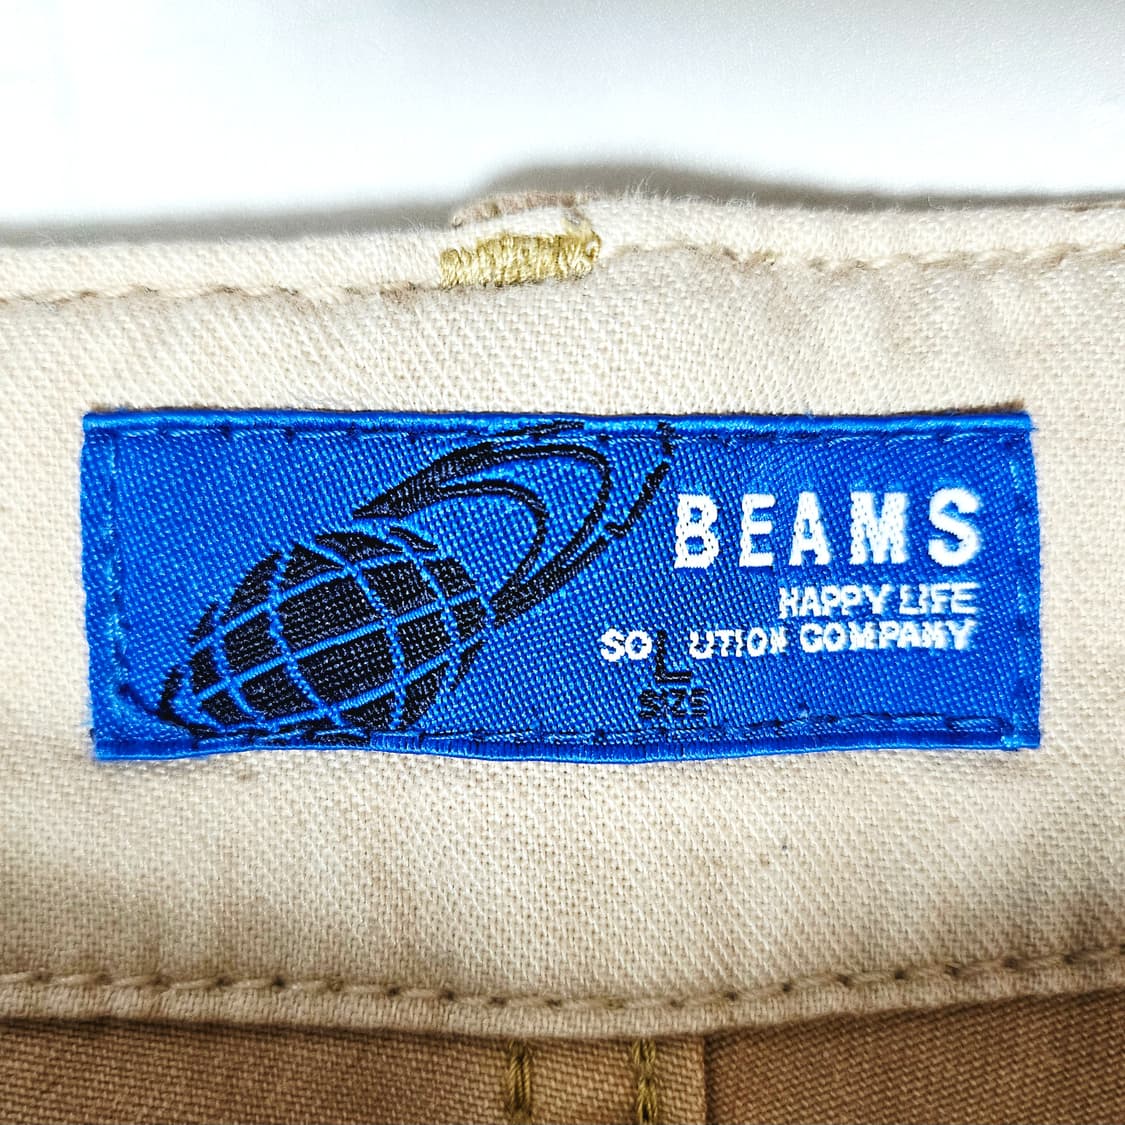 BEAMS
HAPPY LIFE
SOLUTION COMPANY
L
SIZE